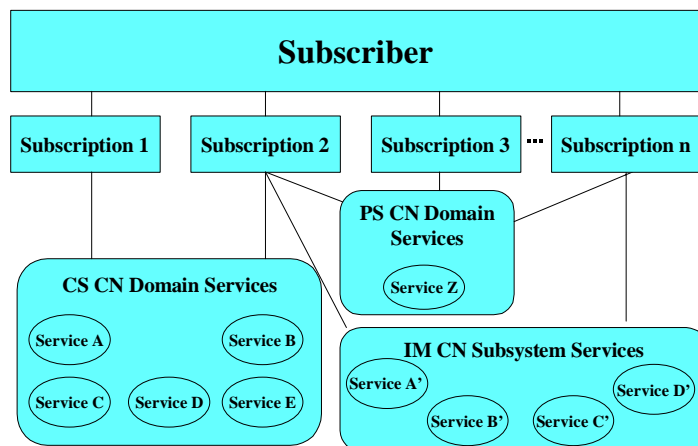 Subscriber
Subscription 1
Subscription 2
Subscription 3
...
Subscription n
PS CN Domain
Services
Service Z
CS CN Domain Services
Service A
Service B
Service C
Service D
Service E
IM CN Subsystem Services
Service A’
Service B’
Service C’
Service D’